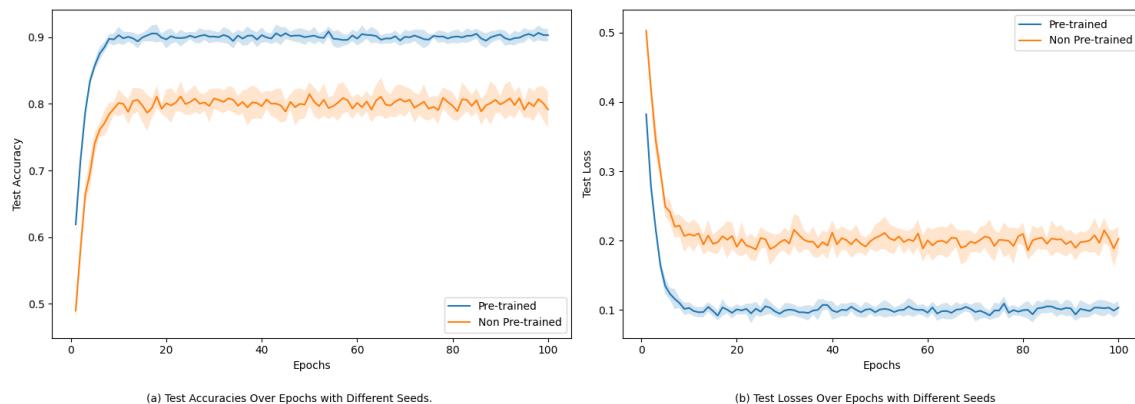 0.9
0.8
0.7
0.6
0.5
Test Accuracy
0 20 40 60 80 100
Epochs
Pre-trained
Non Pre-trained
(a) Test Accuracies Over Epochs with Different Seeds.
0.5
0.4
0.3
0.2
0.1
Test Loss
0 20 40 60 80 100
Epochs
Pre-trained
Non Pre-trained
(b) Test Losses Over Epochs with Different Seeds